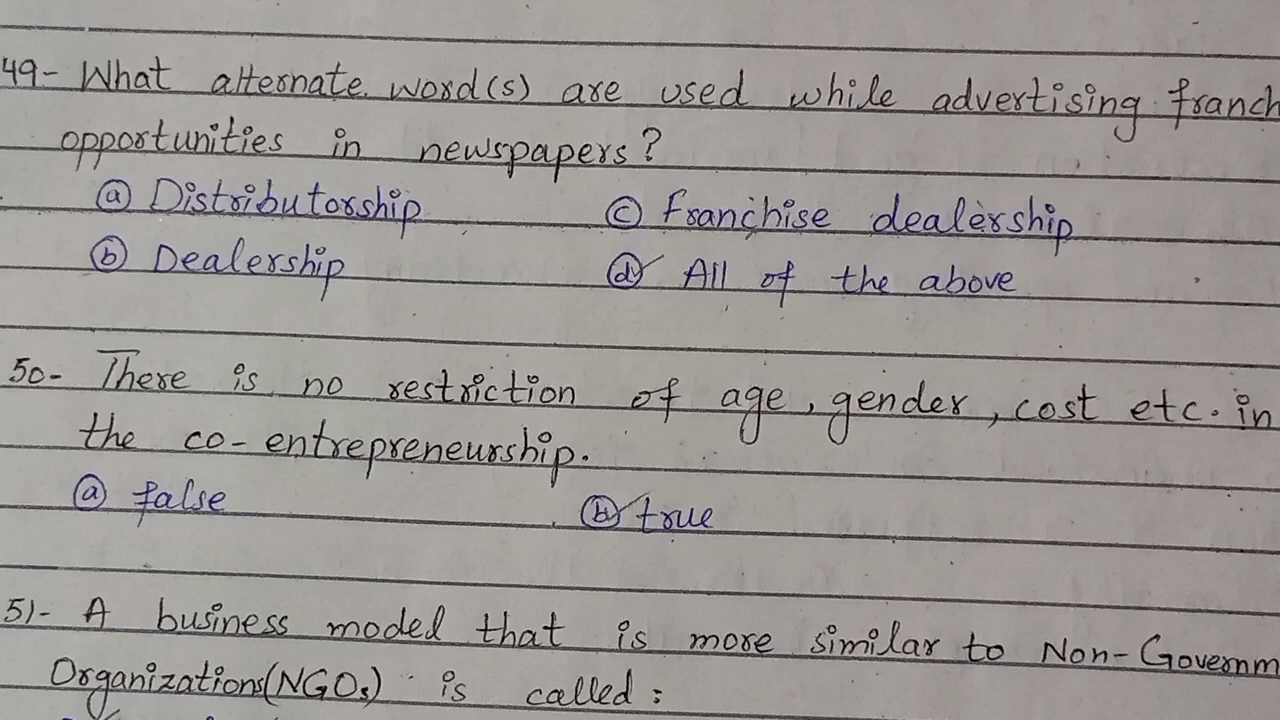 49- What alternate word(s) are used while advertising franch
opportunities in newspapers?
ⓐ Distributorship ⓒ franchise dealership
ⓑ Dealership ⓓ✓ All of the above
50- There is no restriction of age, gender, cost etc. in
the co-entrepreneurship.
ⓐ false ⓑ✓ true
51- A business moded that is more similar to Non-Governm
Organizations(NGOs) is called: